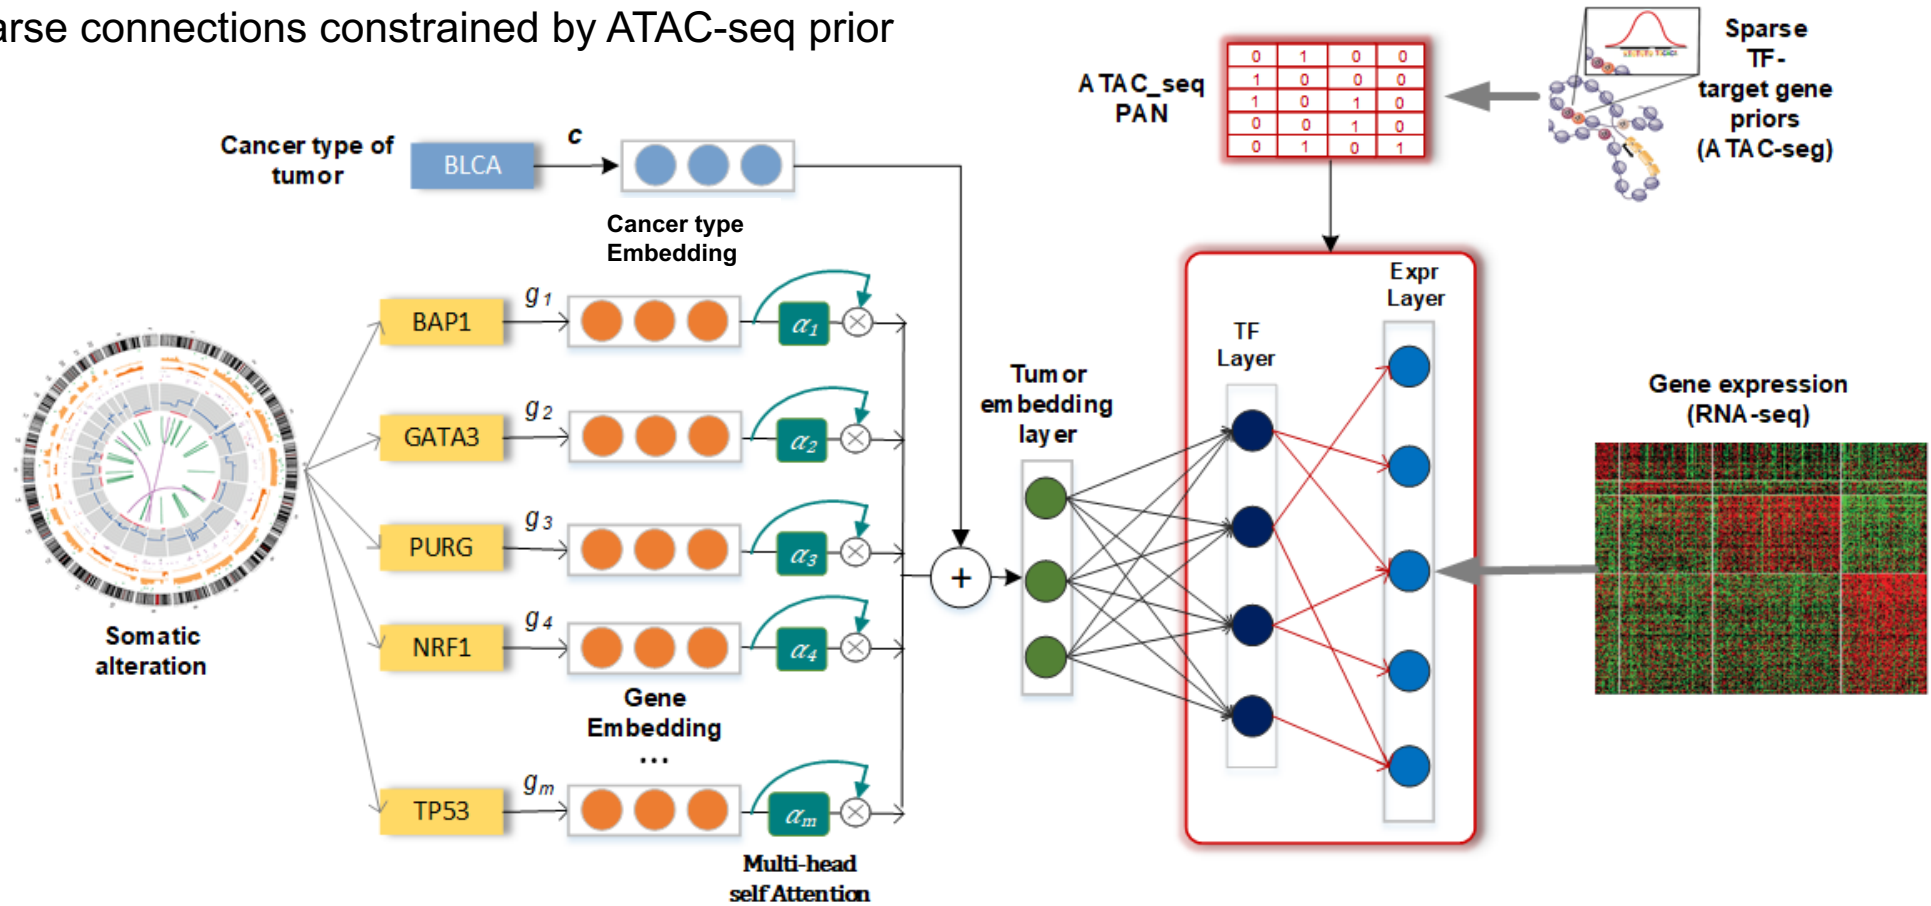 arse connections constrained by ATAC-seq prior
Cancer type of
tumor
BLCA
c
Cancer type
Embedding
ATAC_seq
PAN
0 1 0 0
1 0 0 0
1 0 1 0
0 0 1 0
0 1 0 1
Sparse
TF-
target gene
priors
(ATAC-seg)
Somatic
alteration
BAP1
g1
α1
GATA3
g2
α2
PURG
g3
α3
NRF1
g4
α4
Gene
Embedding
...
TP53
gm
αm
Multi-head
self Attention
+
Tumor
embedding
layer
TF
Layer
Expr
Layer
Gene expression
(RNA-seq)